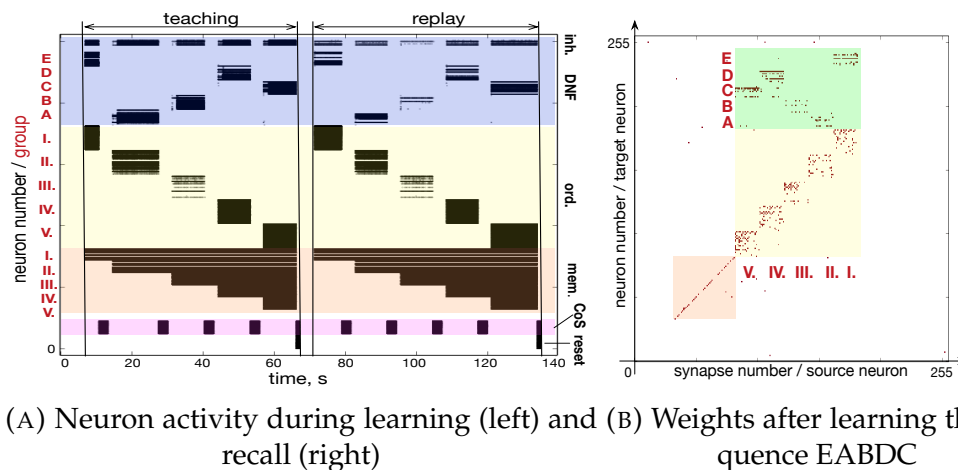 teaching
replay
neuron number / group
E
D
C
B
A
I.
II.
III.
IV.
V.
I.
II.
III.
IV.
V.
0
inh.
DNF
ord.
mem.
CoS
reset
0 20 40 60 80 100 120 140
time, s
neuron number / target neuron
255
E
D
C
B
A
V. IV. III. II. I.
0 255
synapse number / source neuron
(A) Neuron activity during learning (left) and
recall (right)
(B) Weights after learning th
quence EABDC